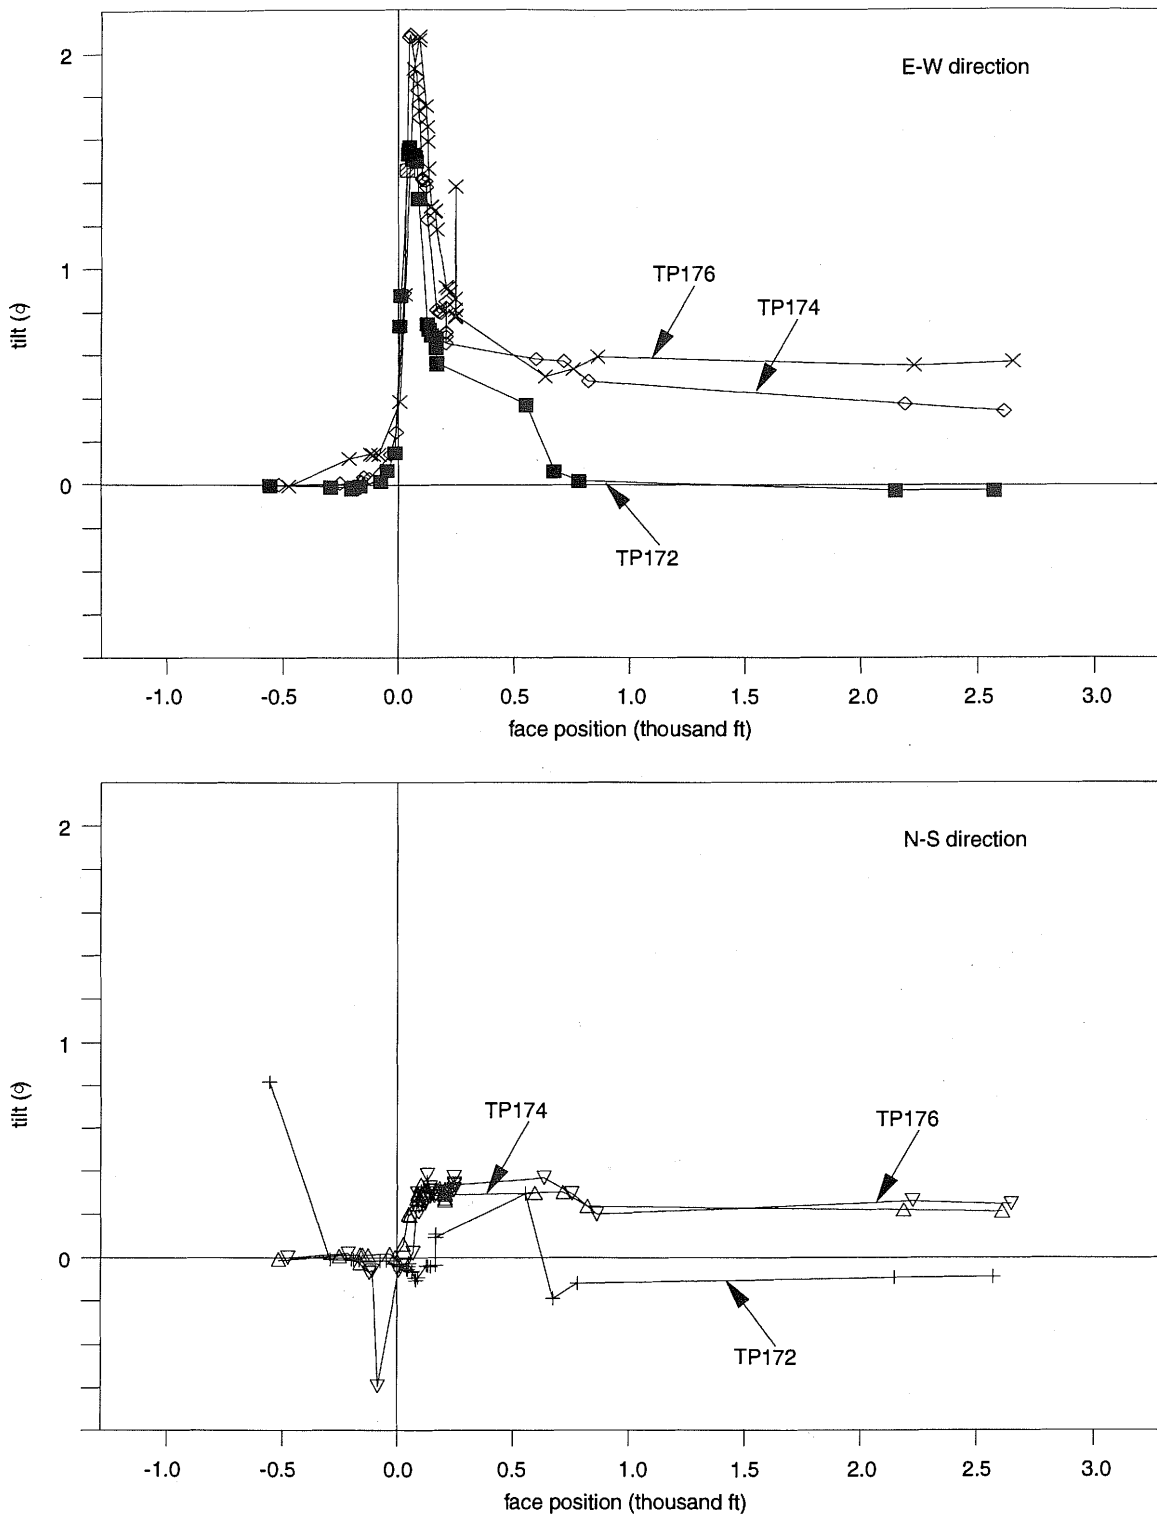 2
E-W direction
TP176
1
TP174
tilt (º)
0
TP172
-1.0 -0.5 0.0 0.5 1.0 1.5 2.0 2.5 3.0
face position (thousand ft)
2
N-S direction
1
TP174
TP176
tilt (º)
0
TP172
-1.0 -0.5 0.0 0.5 1.0 1.5 2.0 2.5 3.0
face position (thousand ft)